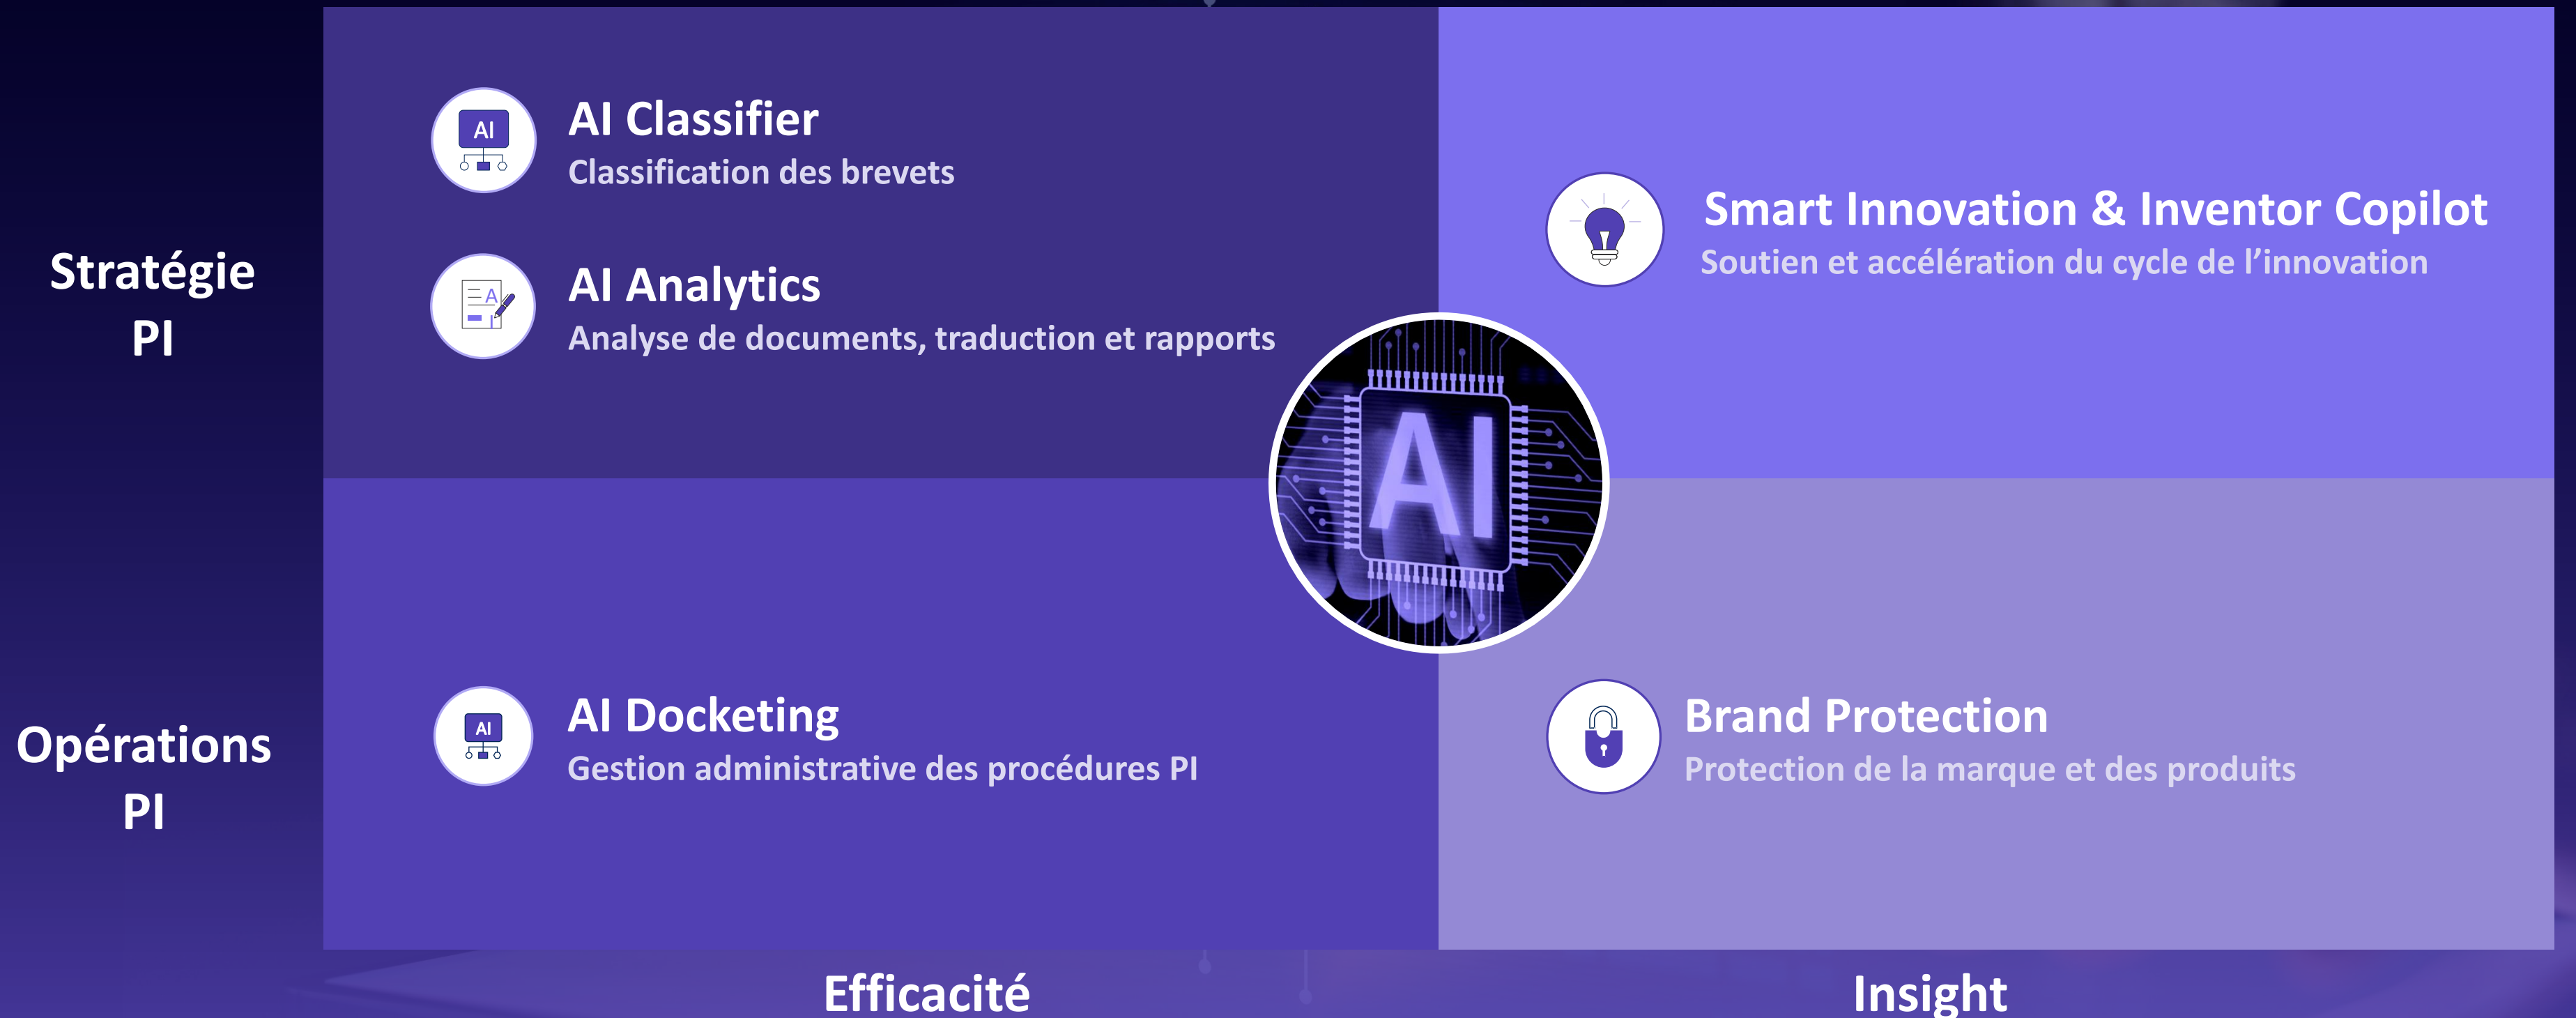 AI
AI Classifier
Classification des brevets
A
AI Analytics
Analyse de documents, traduction et rapports
Smart Innovation & Inventor Copilot
Soutien et accélération du cycle de l’innovation
Stratégie
PI
AI
AI
AI Docketing
Gestion administrative des procédures PI
Brand Protection
Protection de la marque et des produits
Opérations
PI
Efficacité
Insight